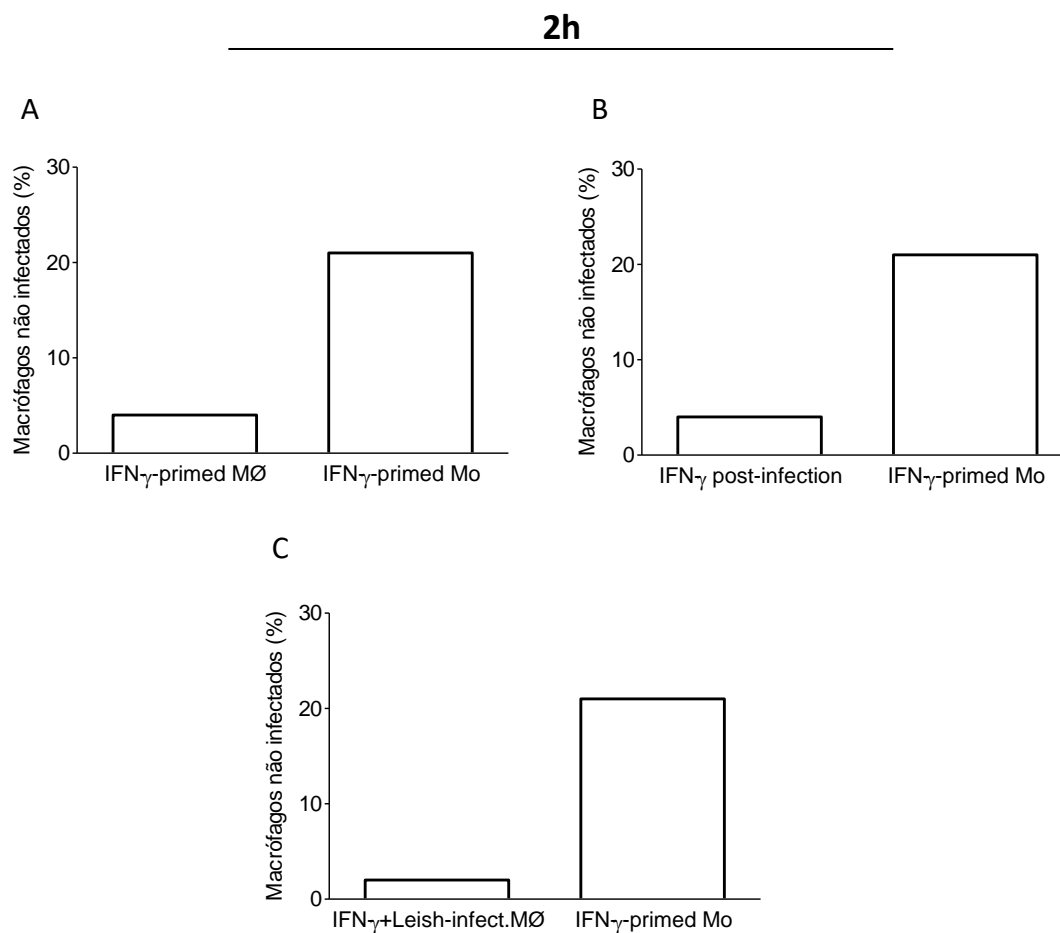 2h
A
Macrófagos não infectados (%)
30
20
10
0
IFN-γ-primed MØ
IFN-γ-primed Mo
B
Macrófagos não infectados (%)
30
20
10
0
IFN-γ post-infection
IFN-γ-primed Mo
C
Macrófagos não infectados (%)
30
20
10
0
IFN-γ+Leish-infect.MØ
IFN-γ-primed Mo